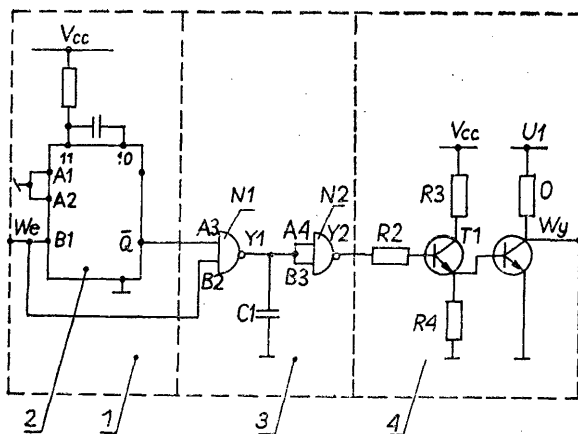 Vcc
11
10
A1
A2
We
B1
Q̅
A3
N1
B2
Y1
C1
N2
A4
B3
Y2
R2
Vcc
R3
T1
R4
U1
O
Wy
2
1
3
4